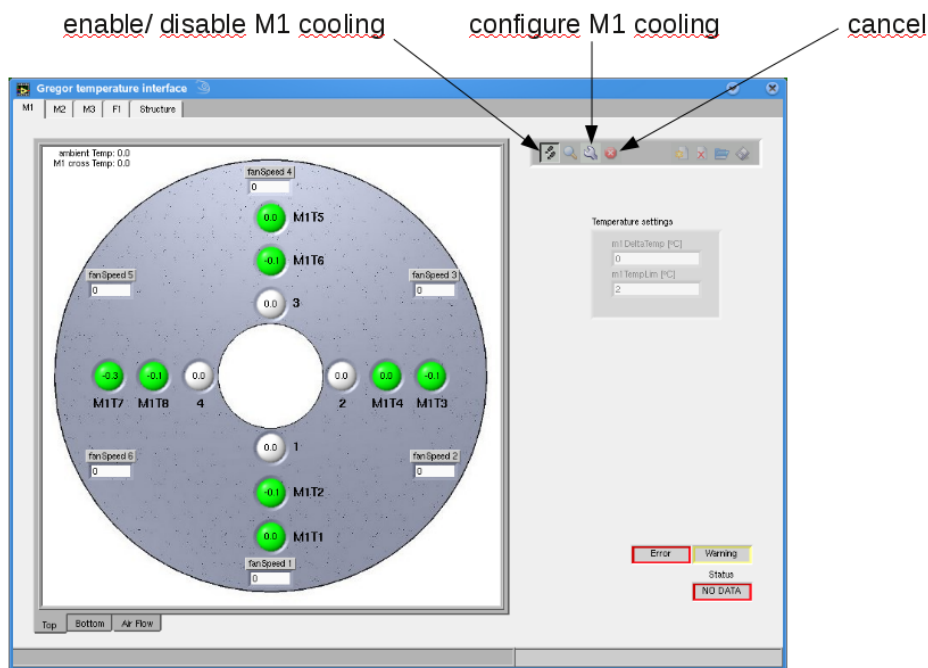 enable/ disable M1 cooling configure M1 cooling cancel
Gregor temperature interface
M1 M2 M3 F1 Structure
ambient Temp: 0.0
M1 cross Temp: 0.0
fanSpeed 4
0
0.0 M1T5
-0.1 M1T6
0.0 3
fanSpeed 5
0
fanSpeed 3
0
-0.3 -0.1 0.0 0.0 0.0 -0.1
M1T7 M1T8 4 2 M1T4 M1T3
0.0 1
fanSpeed 6
0
fanSpeed 2
0
-0.1 M1T2
0.0 M1T1
fanSpeed 1
0
Top Bottom Air Flow
Temperature settings
m1DeltaTemp [ºC]
0
m1TempLim [ºC]
2
Error Warning
Status
NO DATA